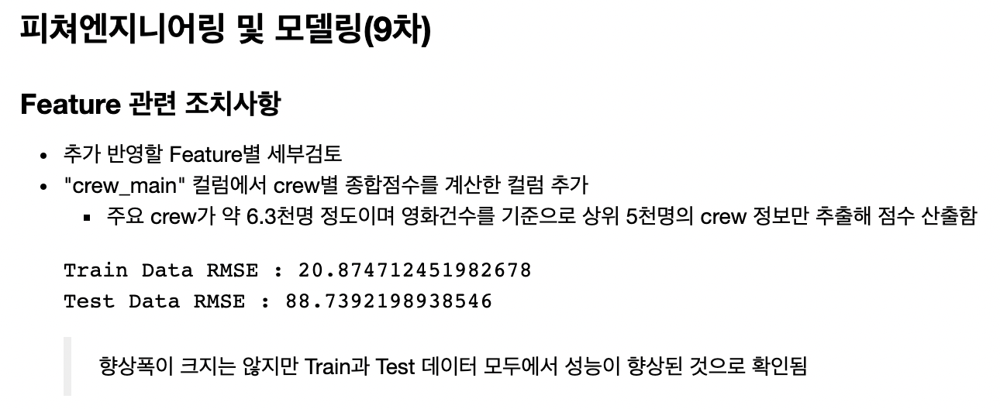 피쳐엔지니어링 및 모델링(9차)
Feature 관련 조치사항
• 추가 반영할 Feature별 세부검토
• "crew_main" 컬럼에서 crew별 종합점수를 계산한 컬럼 추가
▪ 주요 crew가 약 6.3천명 정도이며 영화건수를 기준으로 상위 5천명의 crew 정보만 추출해 점수 산출함
Train Data RMSE : 20.874712451982678
Test Data RMSE : 88.7392198938546
향상폭이 크지는 않지만 Train과 Test 데이터 모두에서 성능이 향상된 것으로 확인됨